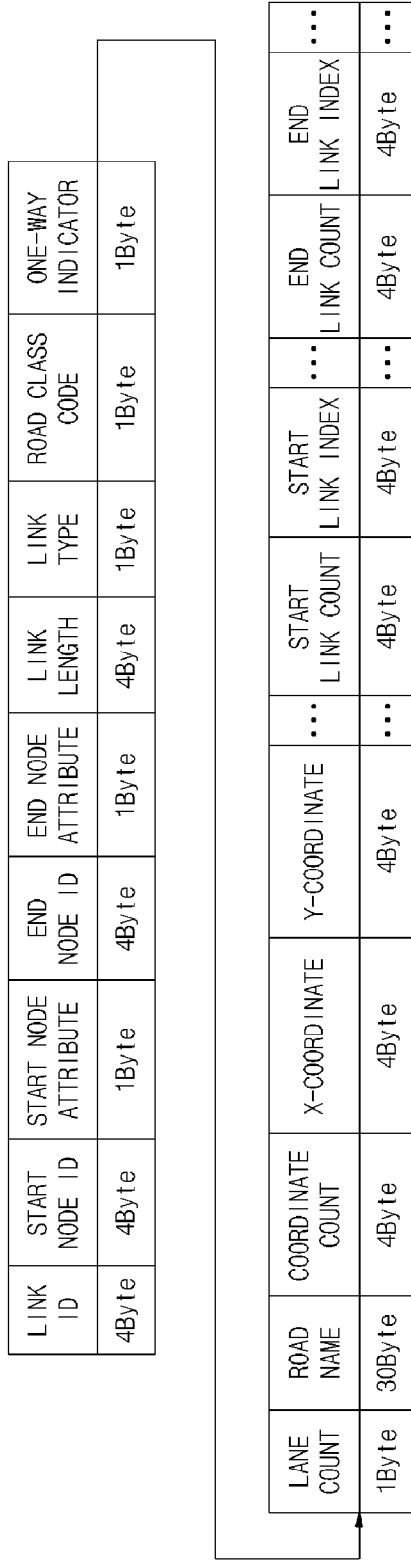 LINK
ID
START
NODE ID
START NODE
ATTRIBUTE
END
NODE ID
END NODE
ATTRIBUTE
LINK
LENGTH
LINK
TYPE
ROAD CLASS
CODE
ONE-WAY
INDICATOR
4Byte
4Byte
1Byte
4Byte
1Byte
4Byte
1Byte
1Byte
1Byte
LANE
COUNT
ROAD
NAME
COORDINATE
COUNT
X-COORDINATE
Y-COORDINATE
...
START
LINK COUNT
START
LINK INDEX
...
END
LINK COUNT
END
LINK INDEX
...
1Byte
30Byte
4Byte
4Byte
4Byte
...
4Byte
4Byte
...
4Byte
4Byte
...